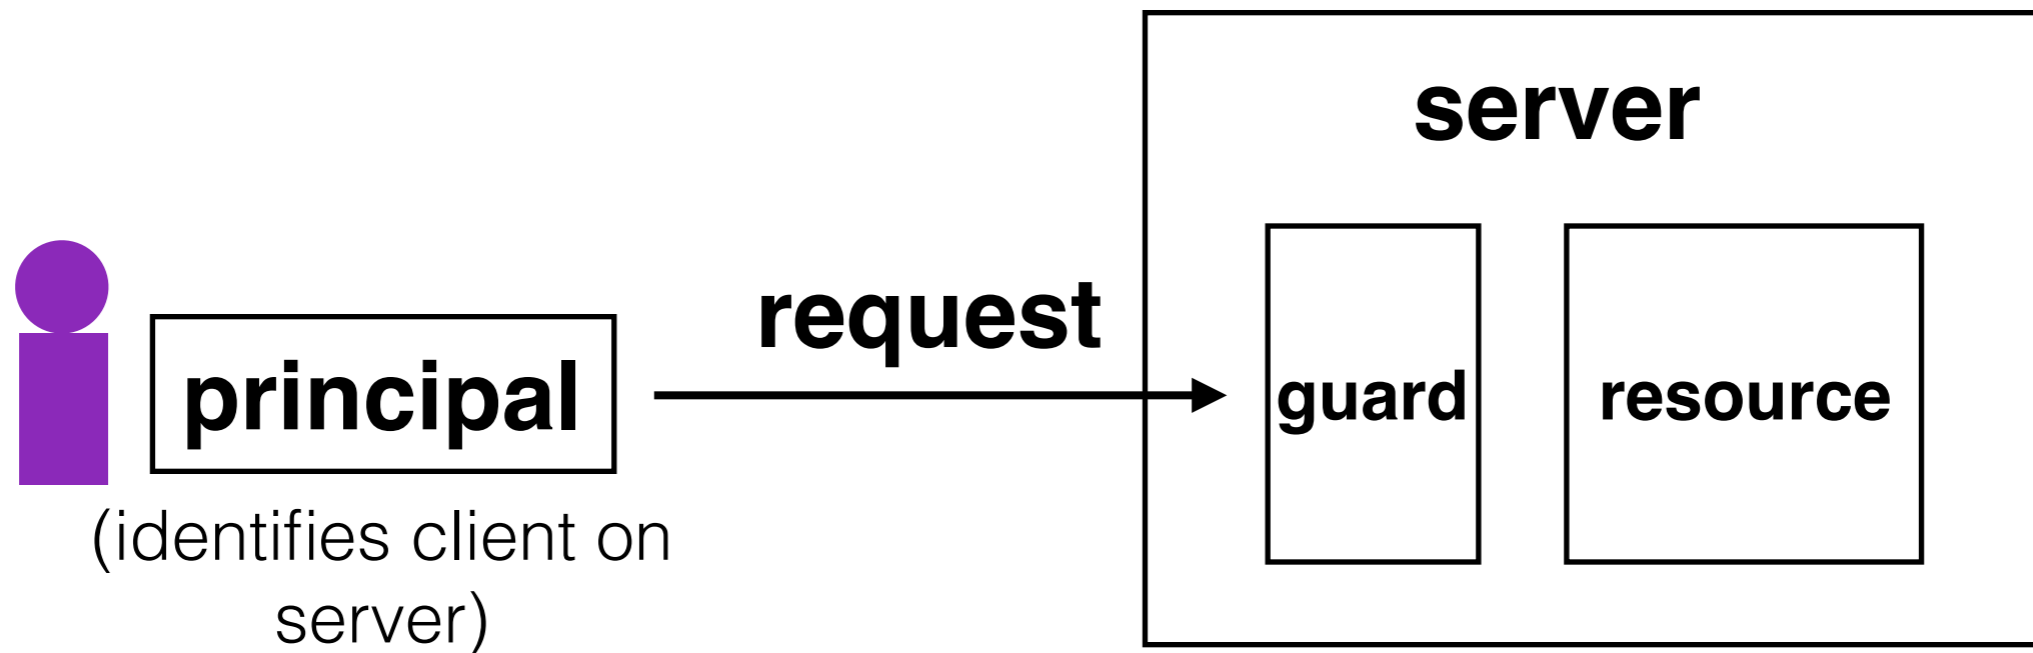 server
request
principal
guard
resource
(identifies client on
server)